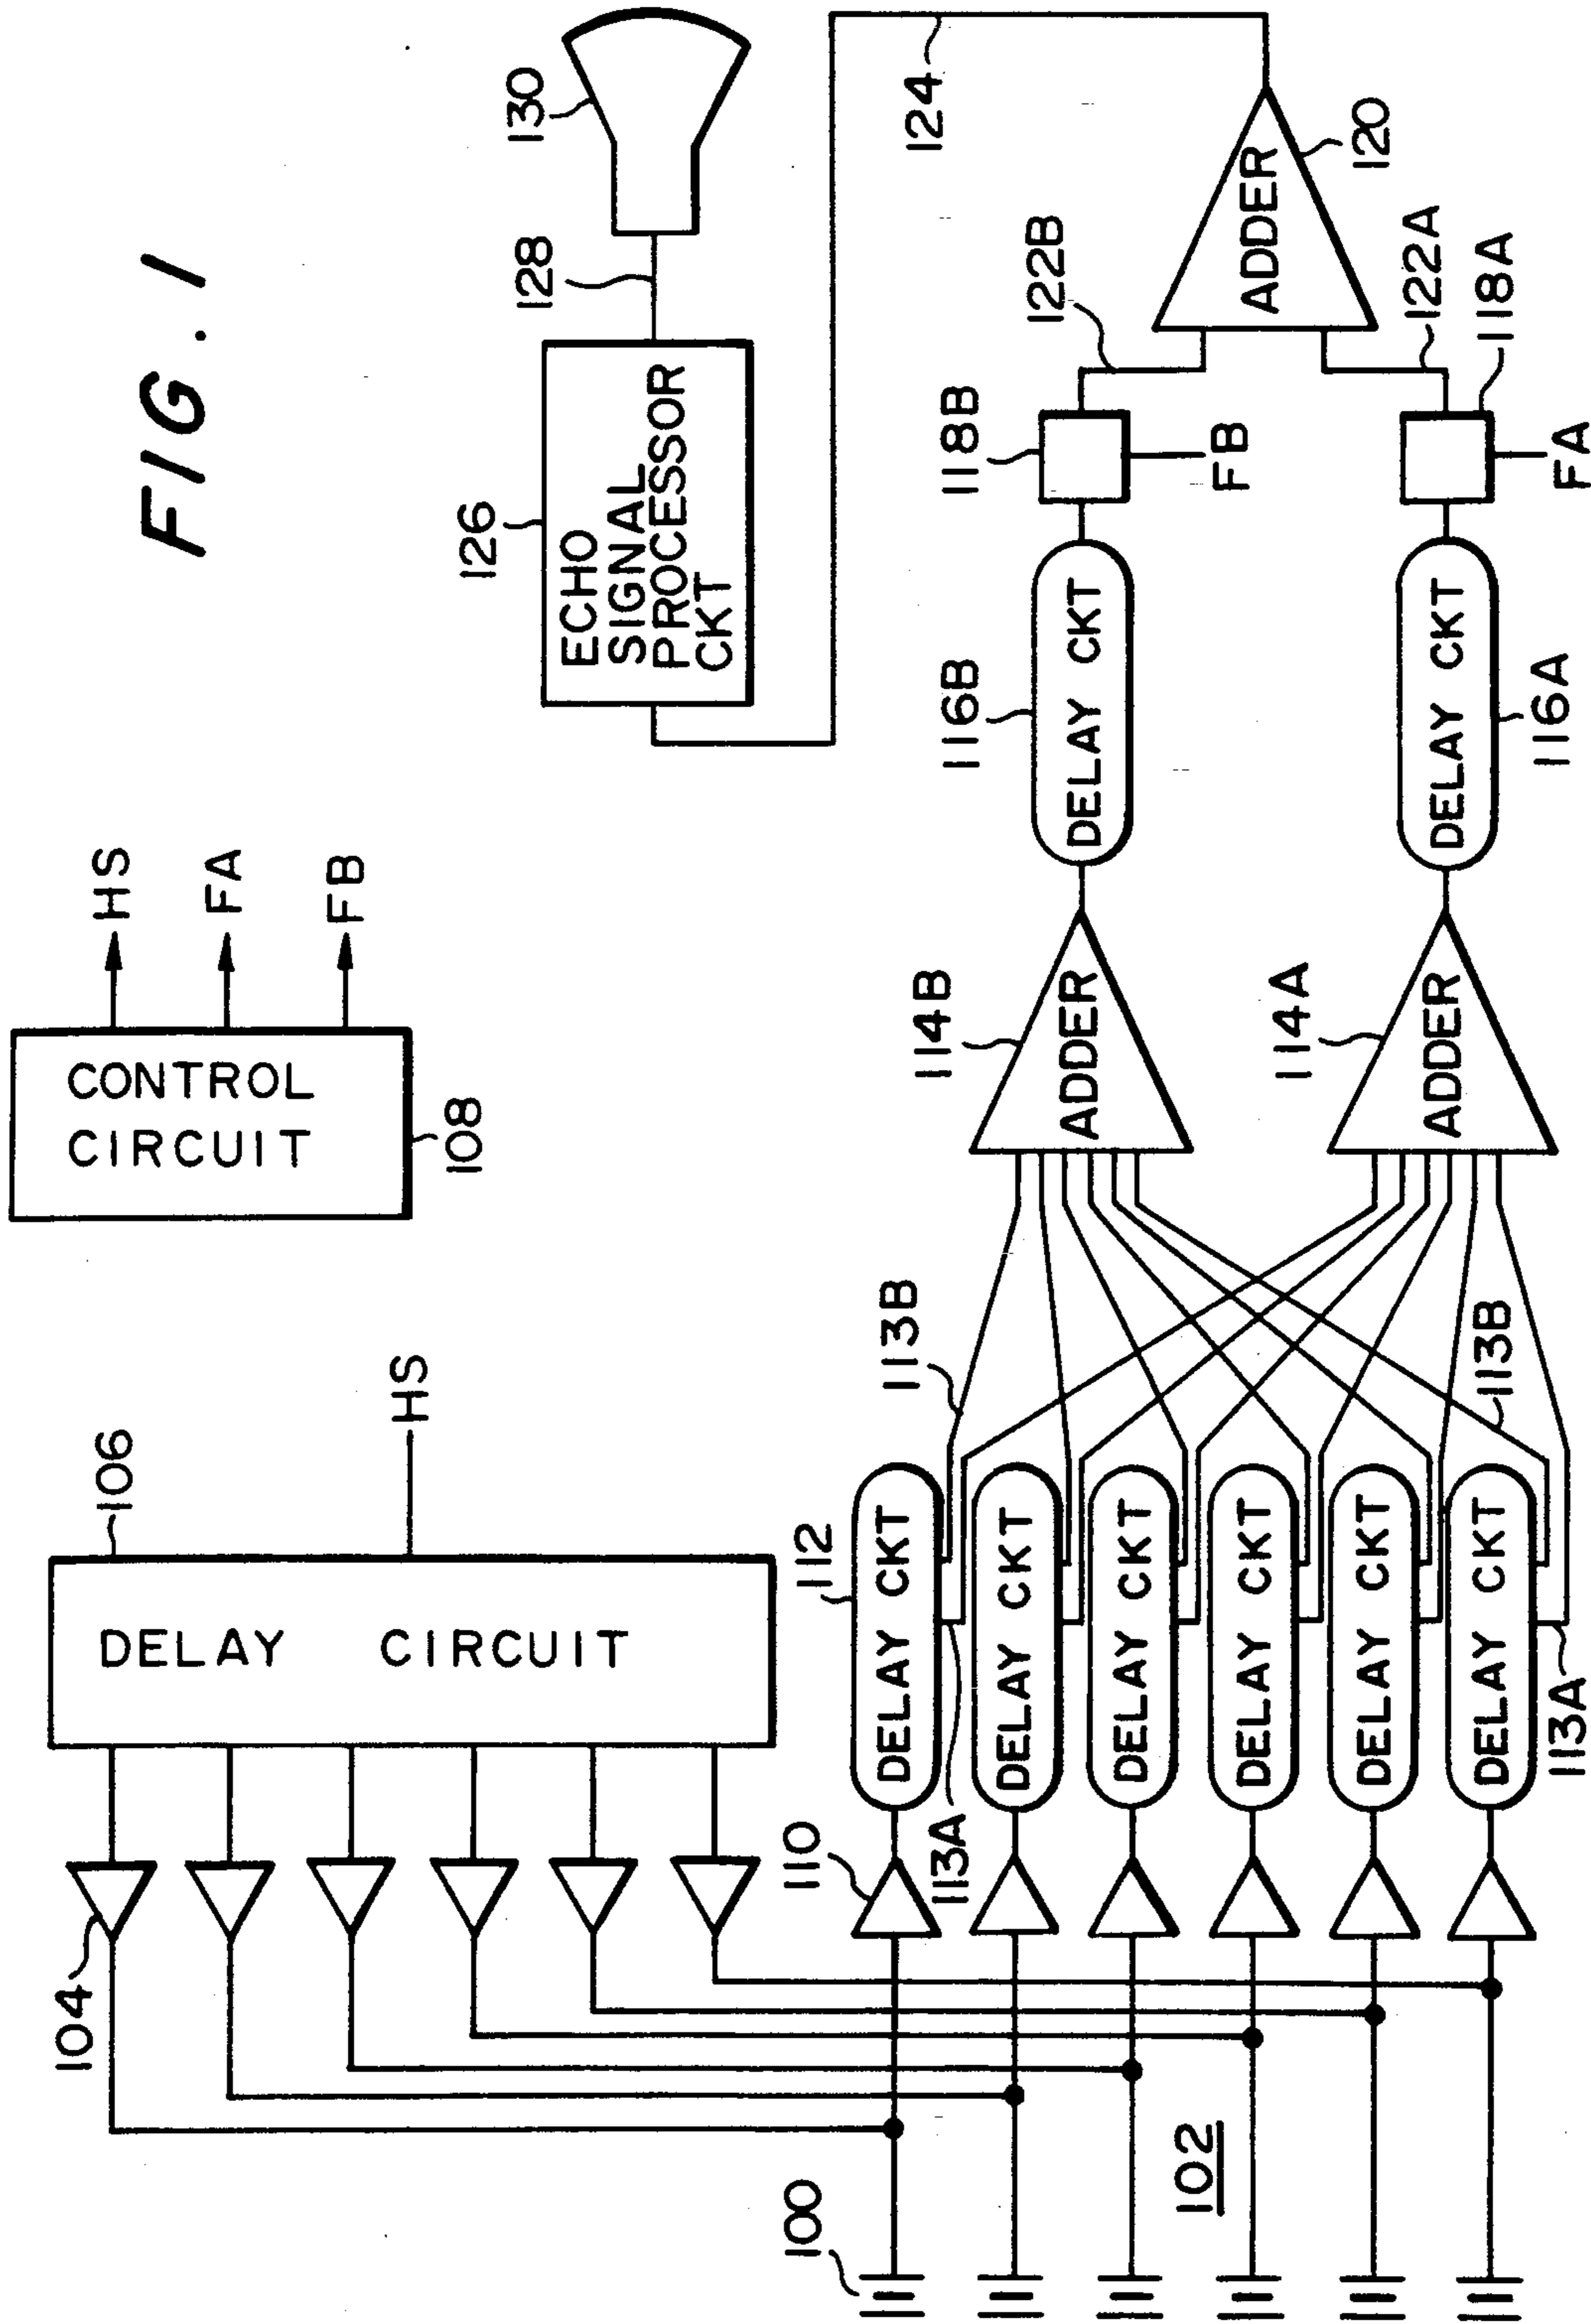 FIG. 1
104
106
DELAY CIRCUIT
HS
CONTROL
CIRCUIT
108
HS
FA
FB
126
ECHO
SIGNAL
PROCESSOR
CKT
128
130
124
100
102
110
112
DELAY CKT
DELAY CKT
DELAY CKT
DELAY CKT
DELAY CKT
DELAY CKT
113A
113A
113B
113B
114B
ADDER
114A
ADDER
116B
DELAY CKT
116A
DELAY CKT
118B
FB
118A
FA
122B
122A
ADDER
120